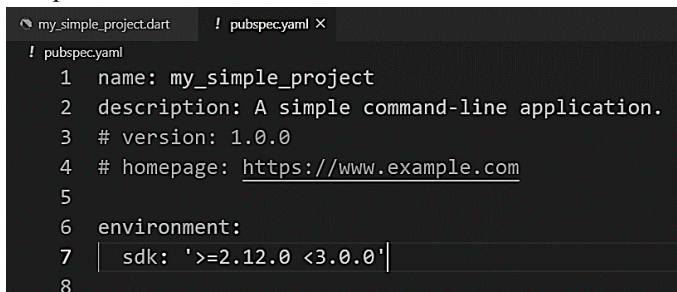 my_simple_project.dart ! pubspec.yaml ×
! pubspec.yaml
1 name: my_simple_project
2 description: A simple command-line application.
3 # version: 1.0.0
4 # homepage: https://www.example.com
5
6 environment:
7 sdk: '>=2.12.0 <3.0.0'
8